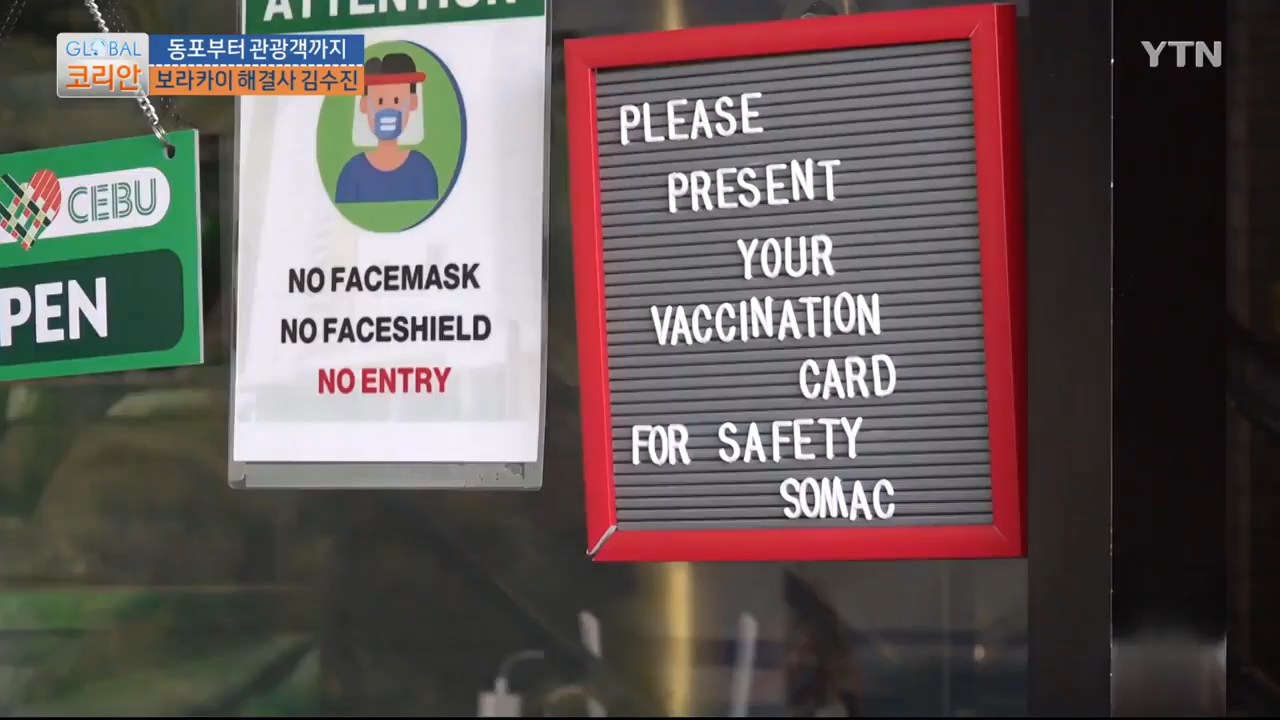 GLOBAL
코리안
동포부터 관광객까지
보라카이 해결사 김수진
YTN
ATTENTION
CEBU
PEN
NO FACEMASK
NO FACESHIELD
NO ENTRY
PLEASE
PRESENT
YOUR
VACCINATION
CARD
FOR SAFETY
SOMAC